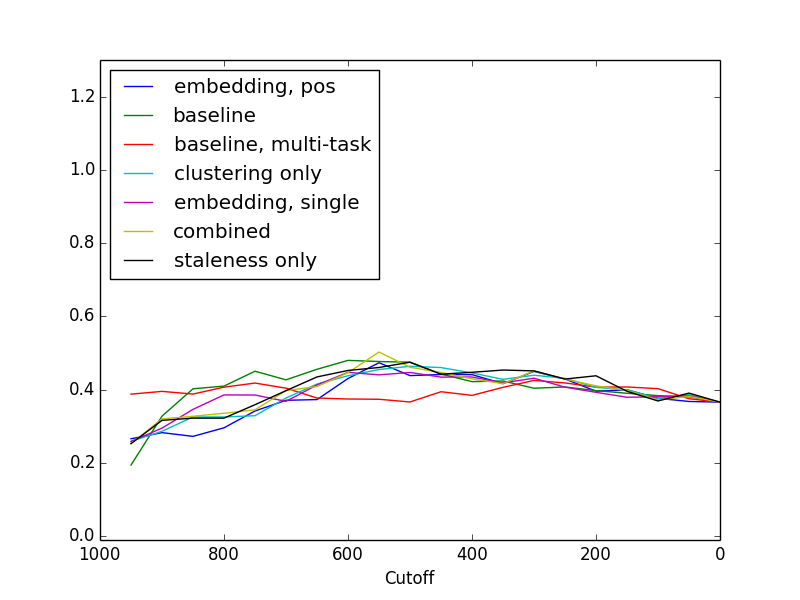 embedding, pos
baseline
baseline, multi-task
clustering only
embedding, single
combined
staleness only
1.2
1.0
0.8
0.6
0.4
0.2
0.0
1000 800 600 400 200 0
Cutoff